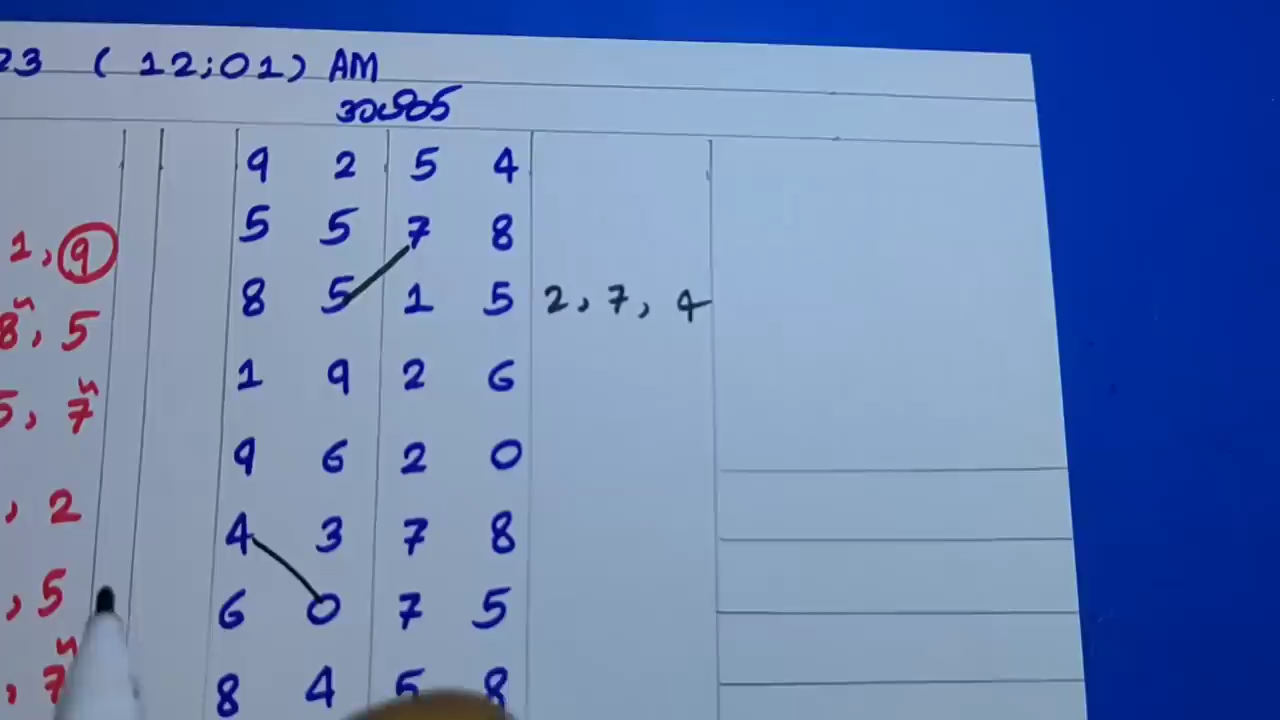 23 ( 12;01) AM
9 2 5 4
1, 9 5 5 7 8
8, 5 8 5 1 5 2, 7, 4
5, 7 1 9 2 6
9 6 2 0
, 2 4 3 7 8
, 5 6 0 7 5
, 7 8 4 5 8